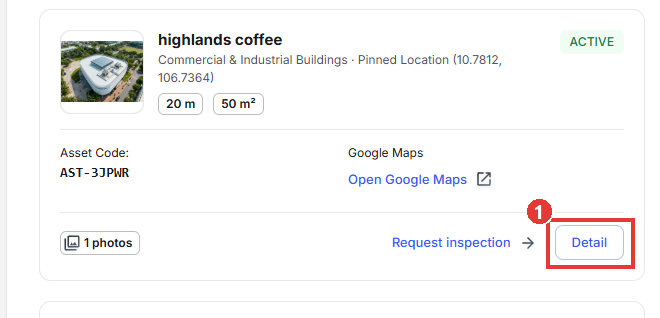 highlands coffee
ACTIVE
Commercial & Industrial Buildings · Pinned Location (10.7812,
106.7364)
20 m
50 m²
Asset Code:
Google Maps
AST-3JPWR
Open Google Maps
1
1 photos
Request inspection
Detail